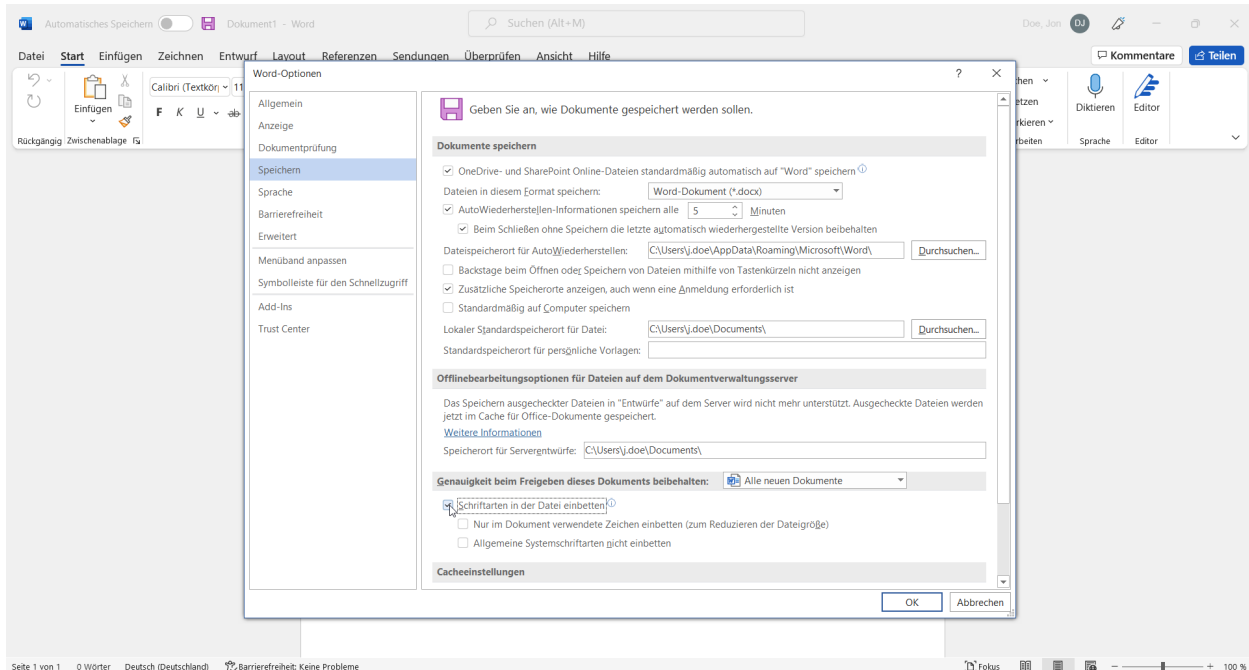 Automatisches Speichern
Dokument1 - Word
Suchen (Alt+M)
Doe, Jon
DJ
Datei Start Einfügen Zeichnen Entwurf Layout Referenzen Sendungen Überprüfen Ansicht Hilfe
Kommentare
Teilen
Einfügen
Calibri (Textkörp
11
F K U ab
Rückgängig
Zwischenablage
Diktieren
Editor
Sprache
Editor
Word-Optionen
Allgemein
Anzeige
Dokumentprüfung
Speichern
Sprache
Barrierefreiheit
Erweitert
Menüband anpassen
Symbolleiste für den Schnellzugriff
Add-Ins
Trust Center
Geben Sie an, wie Dokumente gespeichert werden sollen.
Dokumente speichern
OneDrive- und SharePoint Online-Dateien standardmäßig automatisch auf "Word" speichern
Dateien in diesem Format speichern: Word-Dokument (*.docx)
AutoWiederherstellen-Informationen speichern alle 5 Minuten
Beim Schließen ohne Speichern die letzte automatisch wiederhergestellte Version beibehalten
Dateispeicherort für AutoWiederherstellen: C:\Users\j.doe\AppData\Roaming\Microsoft\Word\ Durchsuchen...
Backstage beim Öffnen oder Speichern von Dateien mithilfe von Tastenkürzeln nicht anzeigen
Zusätzliche Speicherorte anzeigen, auch wenn eine Anmeldung erforderlich ist
Standardmäßig auf Computer speichern
Lokaler Standardspeicherort für Datei: C:\Users\j.doe\Documents\ Durchsuchen...
Standardspeicherort für persönliche Vorlagen:
Offlinebearbeitungsoptionen für Dateien auf dem Dokumentverwaltungsserver
Das Speichern ausgecheckter Dateien in "Entwürfe" auf dem Server wird nicht mehr unterstützt. Ausgecheckte Dateien werden
jetzt im Cache für Office-Dokumente gespeichert.
Weitere Informationen
Speicherort für Serverentwürfe: C:\Users\j.doe\Documents\
Genauigkeit beim Freigeben dieses Dokuments beibehalten: Alle neuen Dokumente
Schriftarten in der Datei einbetten
Nur im Dokument verwendete Zeichen einbetten (zum Reduzieren der Dateigröße)
Allgemeine Systemschriftarten nicht einbetten
Cacheeinstellungen
OK Abbrechen
Seite 1 von 1 0 Wörter Deutsch (Deutschland) Barrierefreiheit: Keine Probleme Fokus 100 %